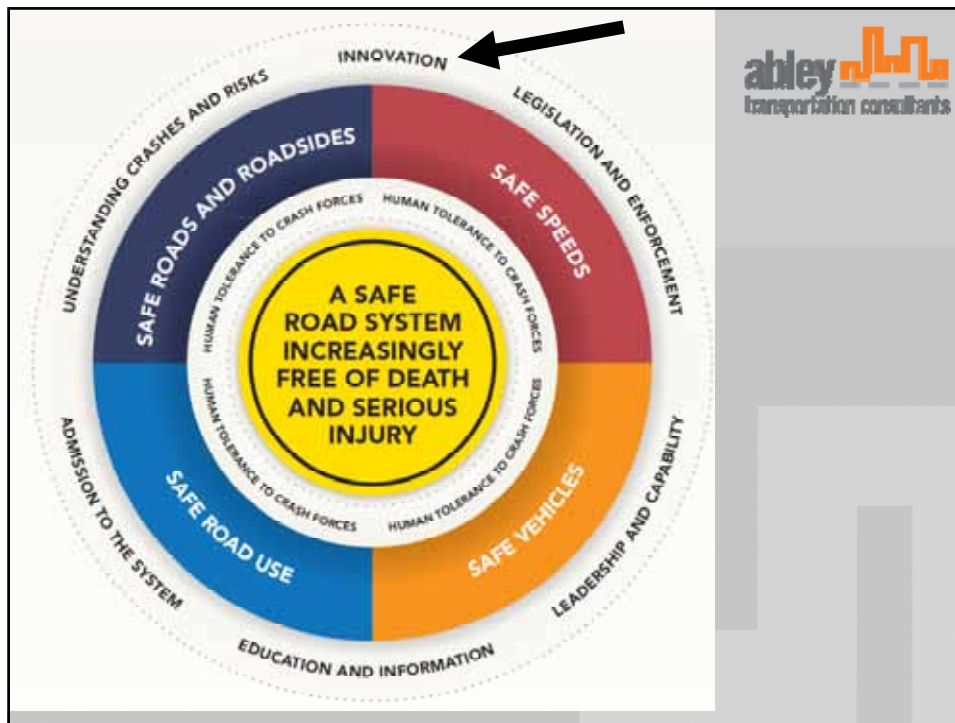 INNOVATION
LEGISLATION AND ENFORCEMENT
LEADERSHIP AND CAPABILITY
EDUCATION AND INFORMATION
ADMISSION TO THE SYSTEM
UNDERSTANDING CRASHES AND RISKS
SAFE ROADS AND ROADSIDES
SAFE SPEEDS
SAFE VEHICLES
SAFE ROAD USE
HUMAN TOLERANCE TO CRASH FORCES
HUMAN TOLERANCE TO CRASH FORCES
HUMAN TOLERANCE TO CRASH FORCES
HUMAN TOLERANCE TO CRASH FORCES
A SAFE
ROAD SYSTEM
INCREASINGLY
FREE OF DEATH
AND SERIOUS
INJURY
abley
transportation consultants